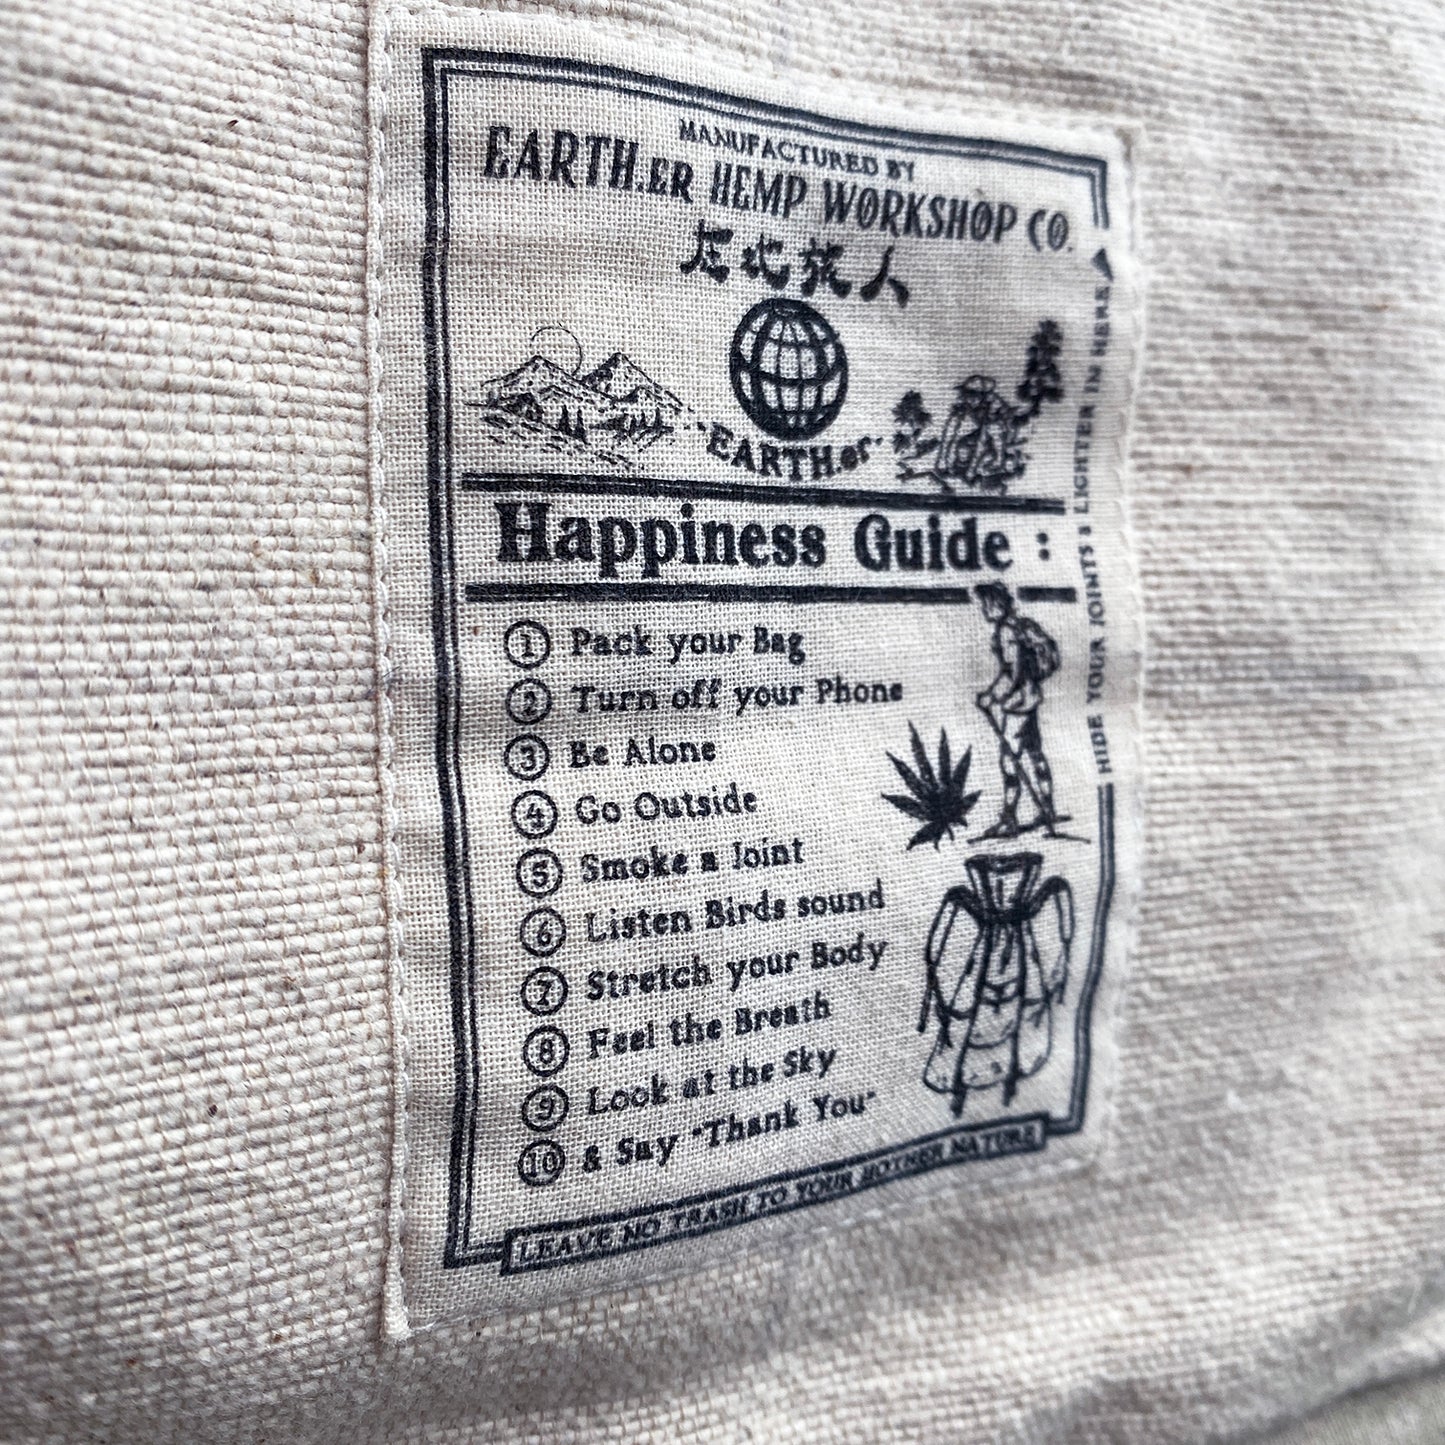 MANUFACTURED BY
EARTH.ER HEMP WORKSHOP CO.
旅人
EARTH.er
Happiness Guide :
① Pack your Bag
② Turn off your Phone
③ Be Alone
④ Go Outside
⑤ Smoke a Joint
⑥ Listen Birds sound
⑦ Stretch your Body
⑧ Feel the Breath
⑨ Look at the Sky
⑩ & Say "Thank You"
LEAVE NO TRASH TO YOUR MOTHER NATURE
HIDE YOUR JOINTS & LIGHTER IN HERE